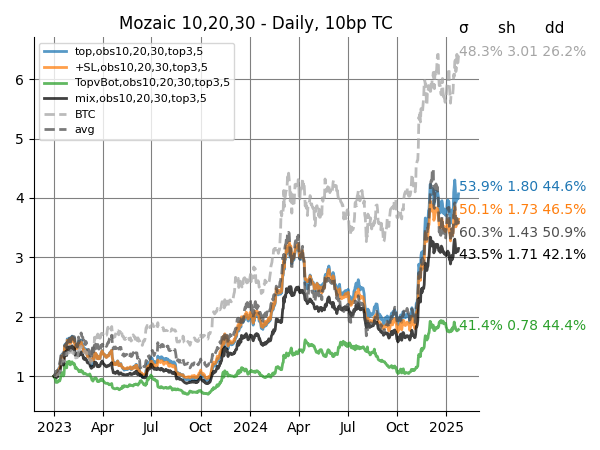 Mozaic 10,20,30 - Daily, 10bp TC
σ sh dd
top,obs10,20,30,top3,5
+SL,obs10,20,30,top3,5
TopvBot,obs10,20,30,top3,5
mix,obs10,20,30,top3,5
BTC
avg
48.3% 3.01 26.2%
53.9% 1.80 44.6%
50.1% 1.73 46.5%
60.3% 1.43 50.9%
43.5% 1.71 42.1%
41.4% 0.78 44.4%
6
5
4
3
2
1
2023 Apr Jul Oct 2024 Apr Jul Oct 2025